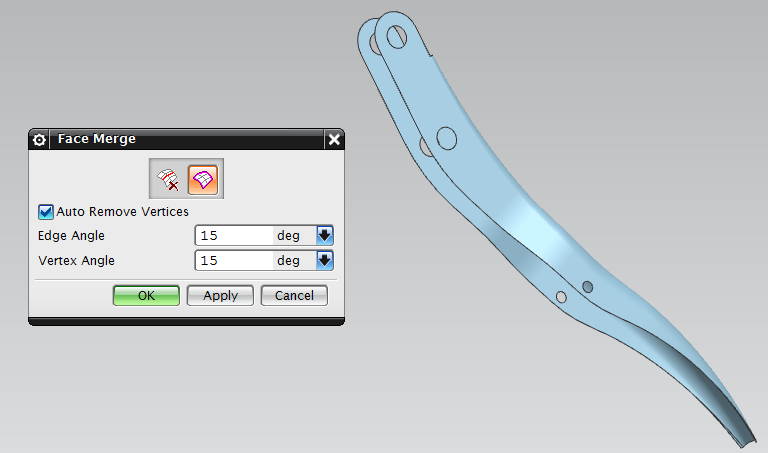 Face Merge
Auto Remove Vertices
Edge Angle 15 deg
Vertex Angle 15 deg
OK Apply Cancel